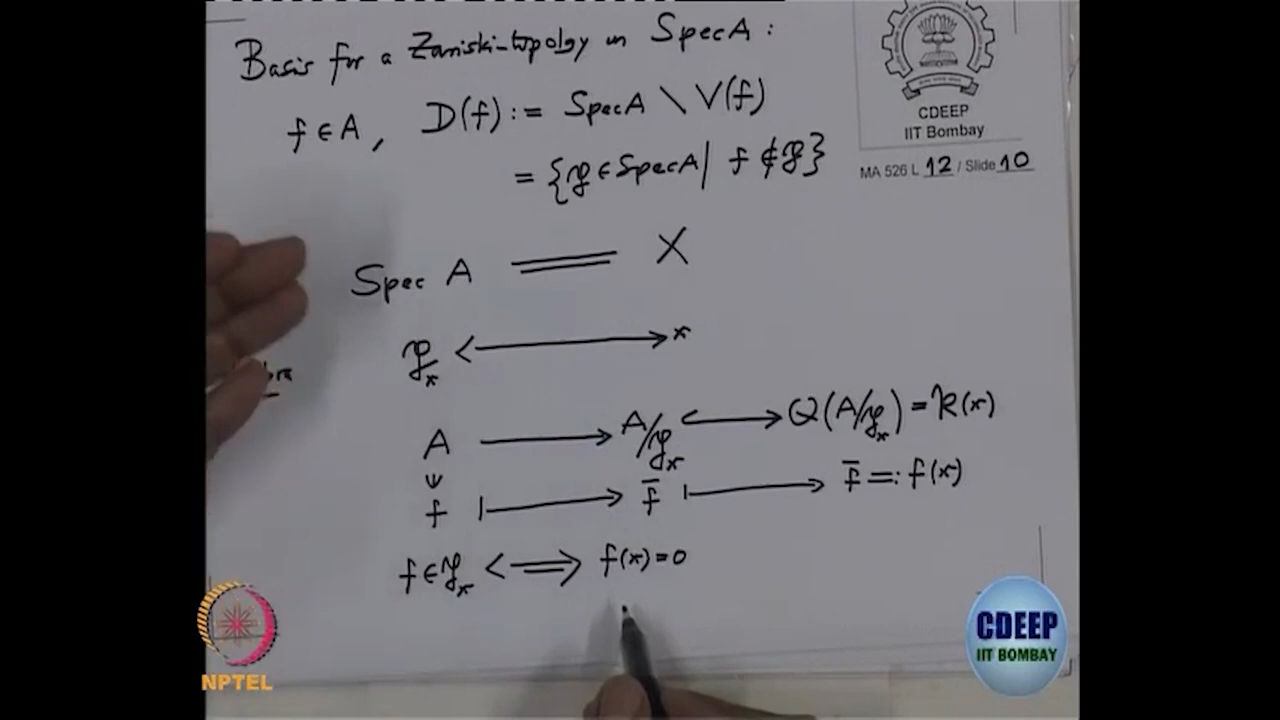 Basis for a Zariski-topology on Spec A :
f ∈ A, D(f) := Spec A \ V(f)
= {𝔭 ∈ Spec A | f ∉ 𝔭}
CDEEP
IIT Bombay
MA 526 L 12 / Slide 10
Spec A = X
𝔭ₓ ⟷ x
A ⟶ A/𝔭ₓ ↪ Q(A/𝔭ₓ) = k(x)
∈
f ⟼ f̄ ⟼ f̄ =: f(x)
f ∈ 𝔭ₓ ⟺ f(x) = 0
NPTEL
CDEEP
IIT BOMBAY